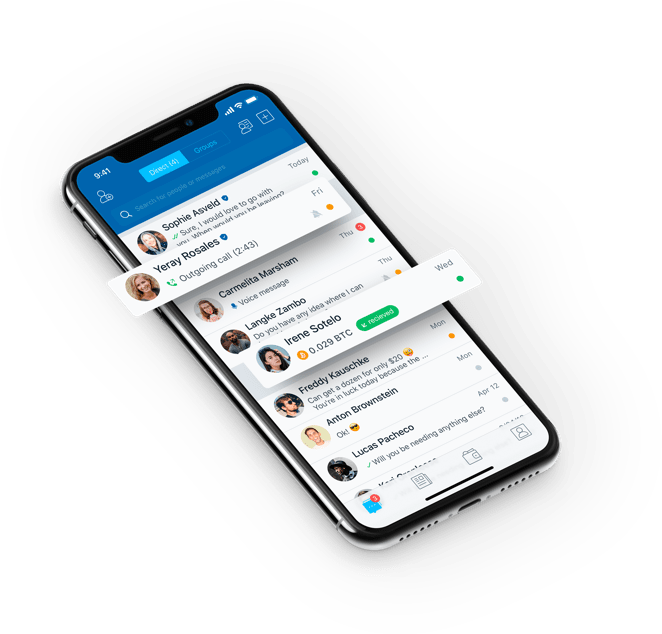 9:41
Direct (4)
Groups
Search for people or messages
Sophie Asveld
Today
Sure, I would love to go with
you. When would you be leaving?
Yeray Rosales
Fri
Outgoing call (2:43)
Carmelita Marsham
Thu
3
Voice message
Langke Zambo
Thu
Do you have any idea where I can
Irene Sotelo
Wed
0.029 BTC
recieved
Freddy Kauschke
Mon
Can get a dozen for only $20 🤯
You're in luck today because the ...
Anton Brownstein
Mon
Ok! 😎
Lucas Pacheco
Apr 12
Will you be needing anything else?
3